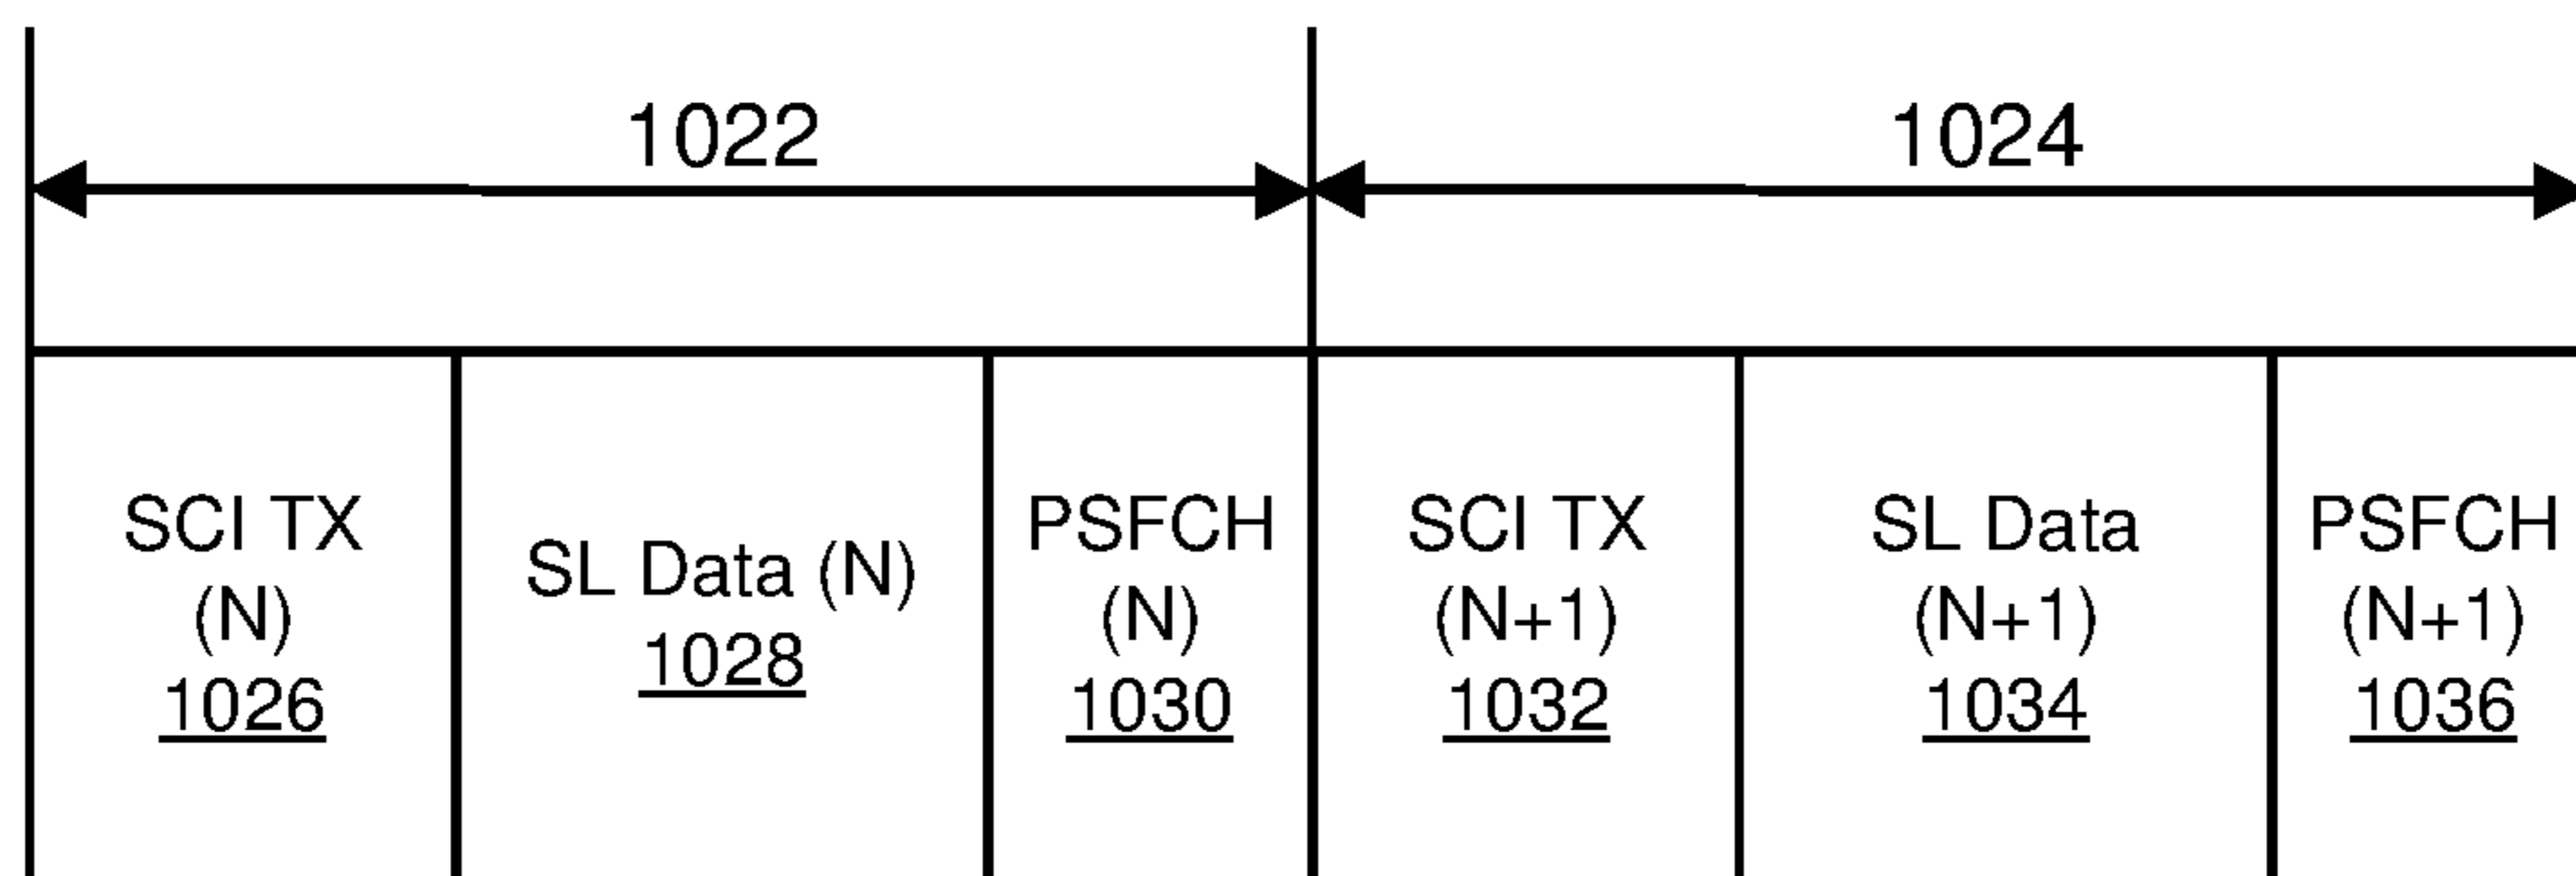 1022
1024
SCI TX
(N)
1026
SL Data (N)
1028
PSFCH
(N)
1030
SCI TX
(N+1)
1032
SL Data
(N+1)
1034
PSFCH
(N+1)
1036